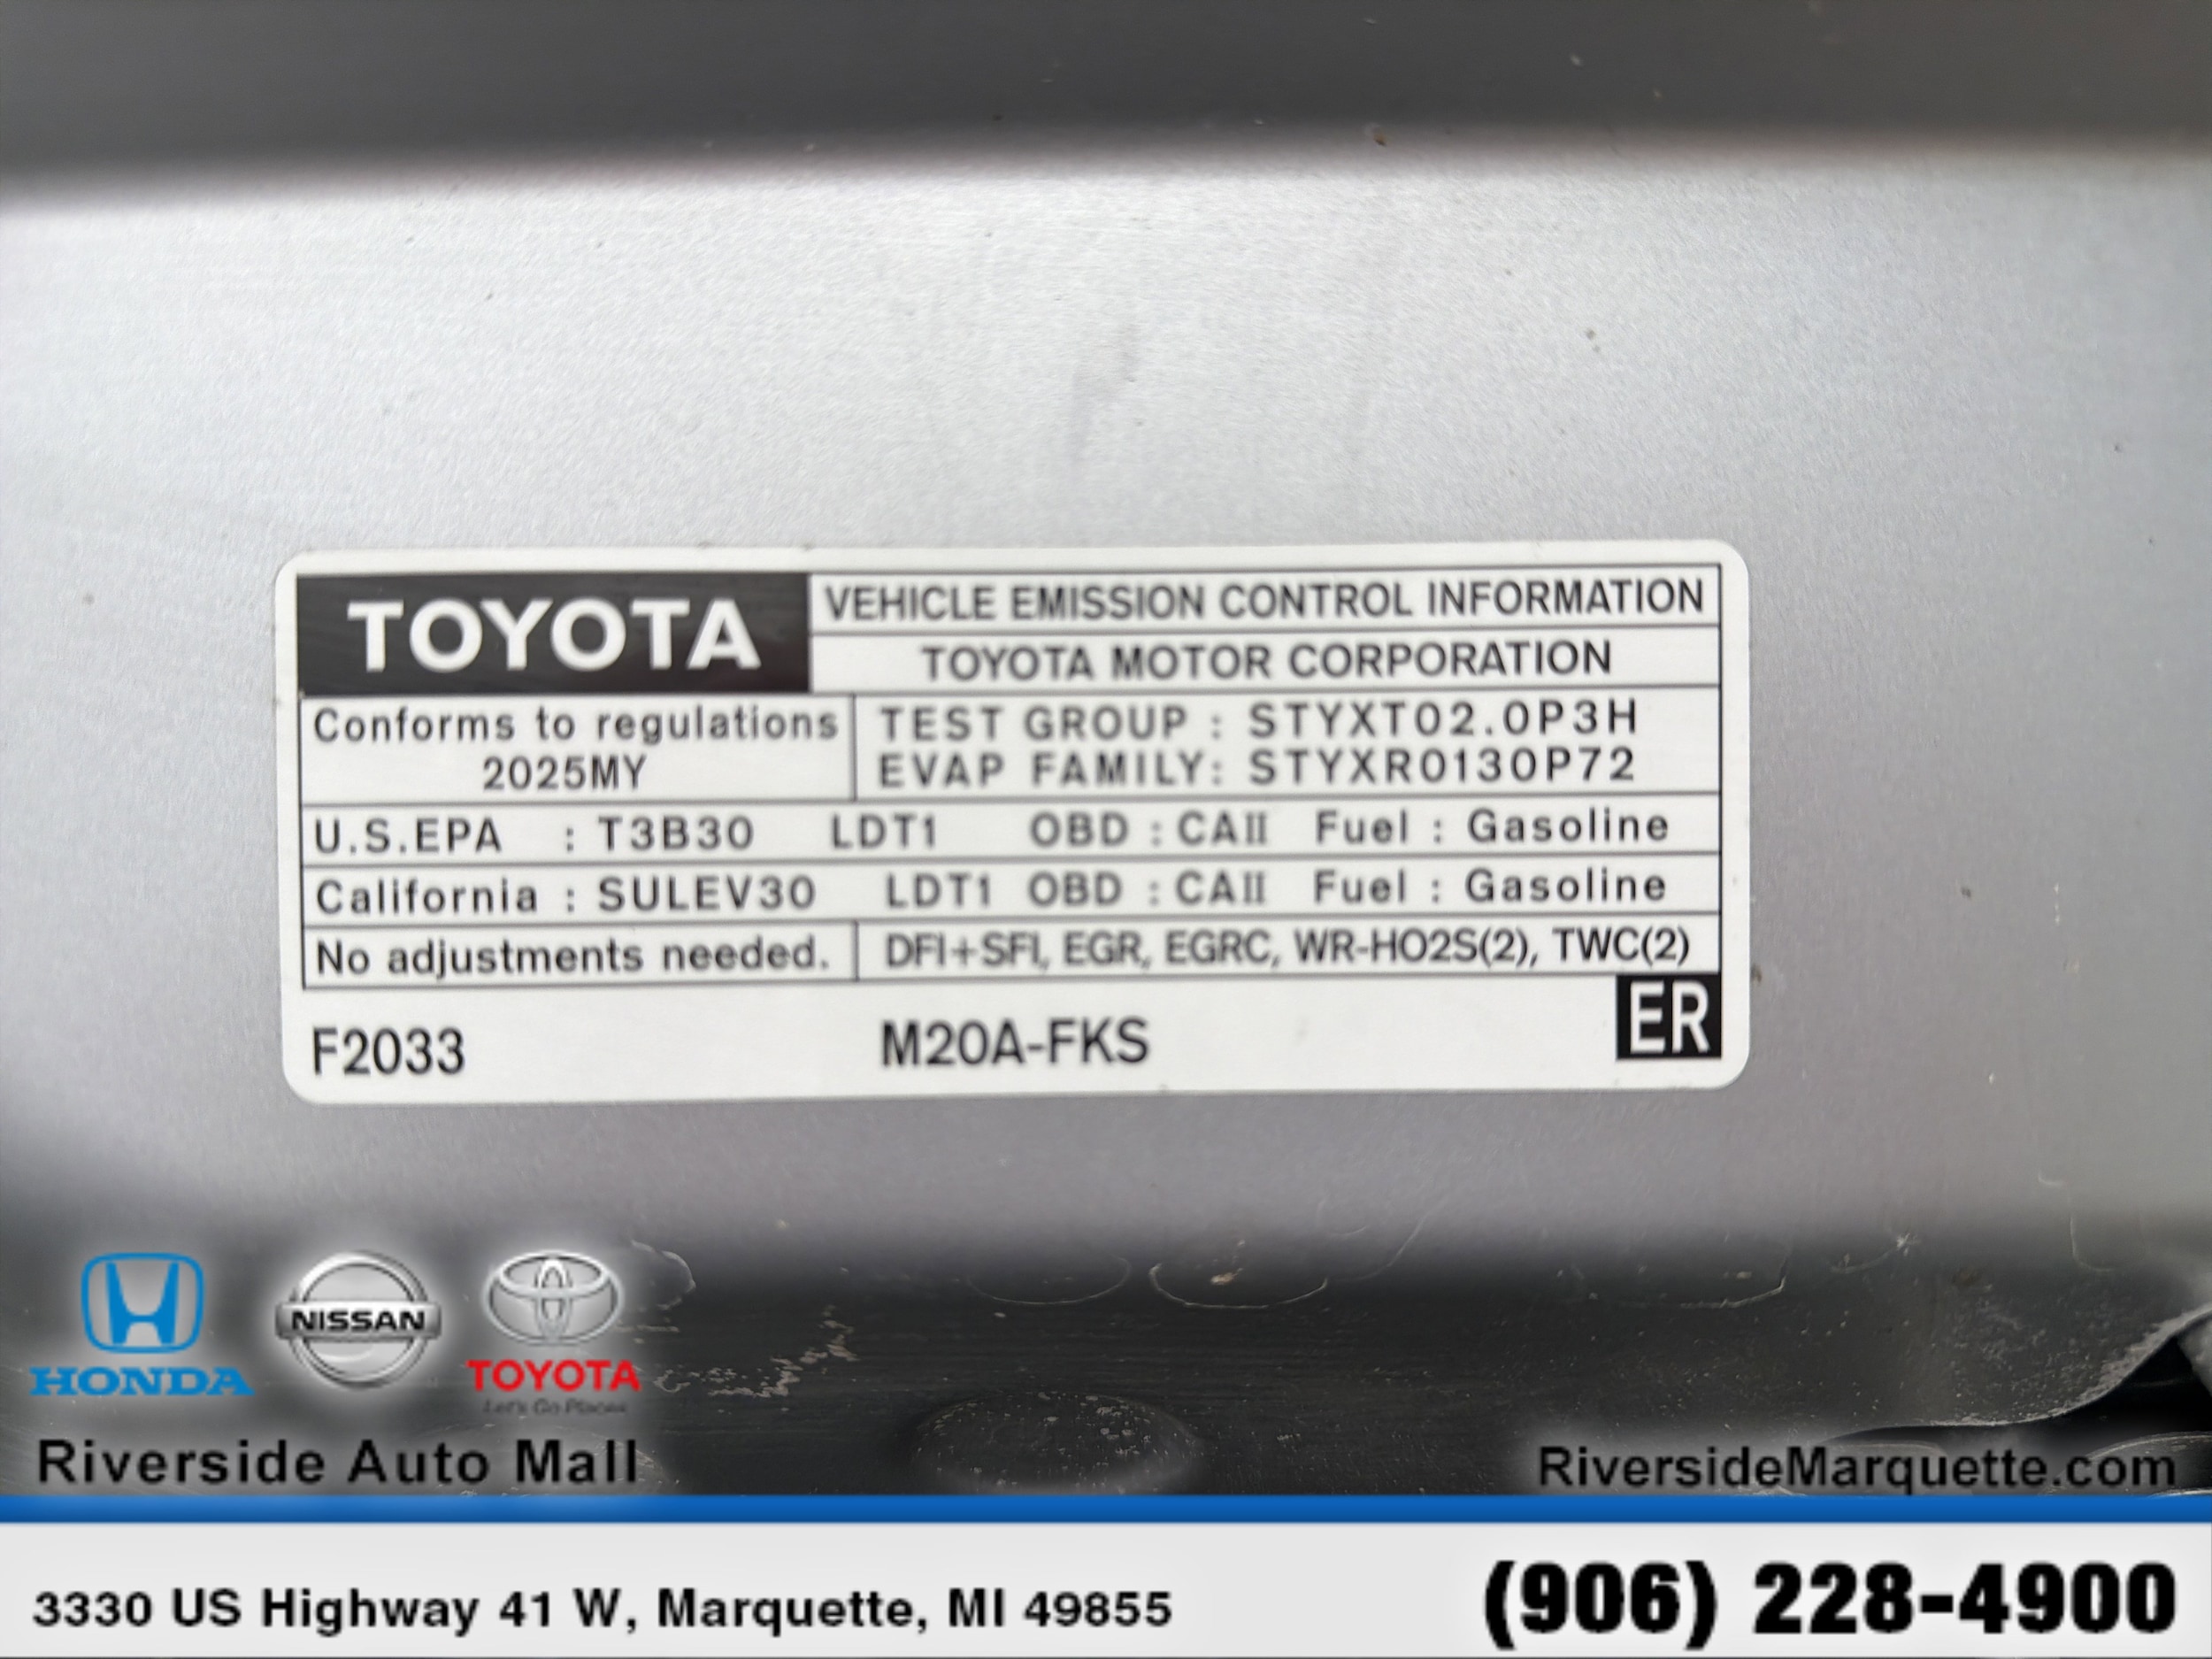 TOYOTA
VEHICLE EMISSION CONTROL INFORMATION
TOYOTA MOTOR CORPORATION
Conforms to regulations
2025MY
TEST GROUP : STYXT02.0P3H
EVAP FAMILY: STYXR0130P72
U.S.EPA : T3B30 LDT1 OBD : CAII Fuel : Gasoline
California : SULEV30 LDT1 OBD : CAII Fuel : Gasoline
No adjustments needed. DFI+SFI, EGR, EGRC, WR-HO2S(2), TWC(2)
F2033 M20A-FKS ER
HONDA
NISSAN
TOYOTA
Let's Go Places
Riverside Auto Mall
RiversideMarquette.com
3330 US Highway 41 W, Marquette, MI 49855
(906) 228-4900